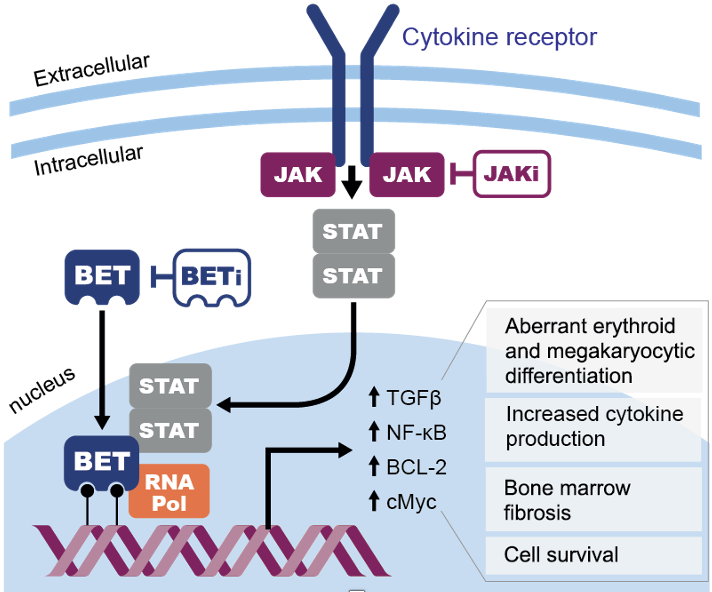 Cytokine receptor
Extracellular
Intracellular
JAK
JAK
JAKi
STAT
STAT
BET
BETi
nucleus
STAT
STAT
BET
RNA
Pol
TGFβ
NF-κB
BCL-2
cMyc
Aberrant erythroid
and megakaryocytic
differentiation
Increased cytokine
production
Bone marrow
fibrosis
Cell survival